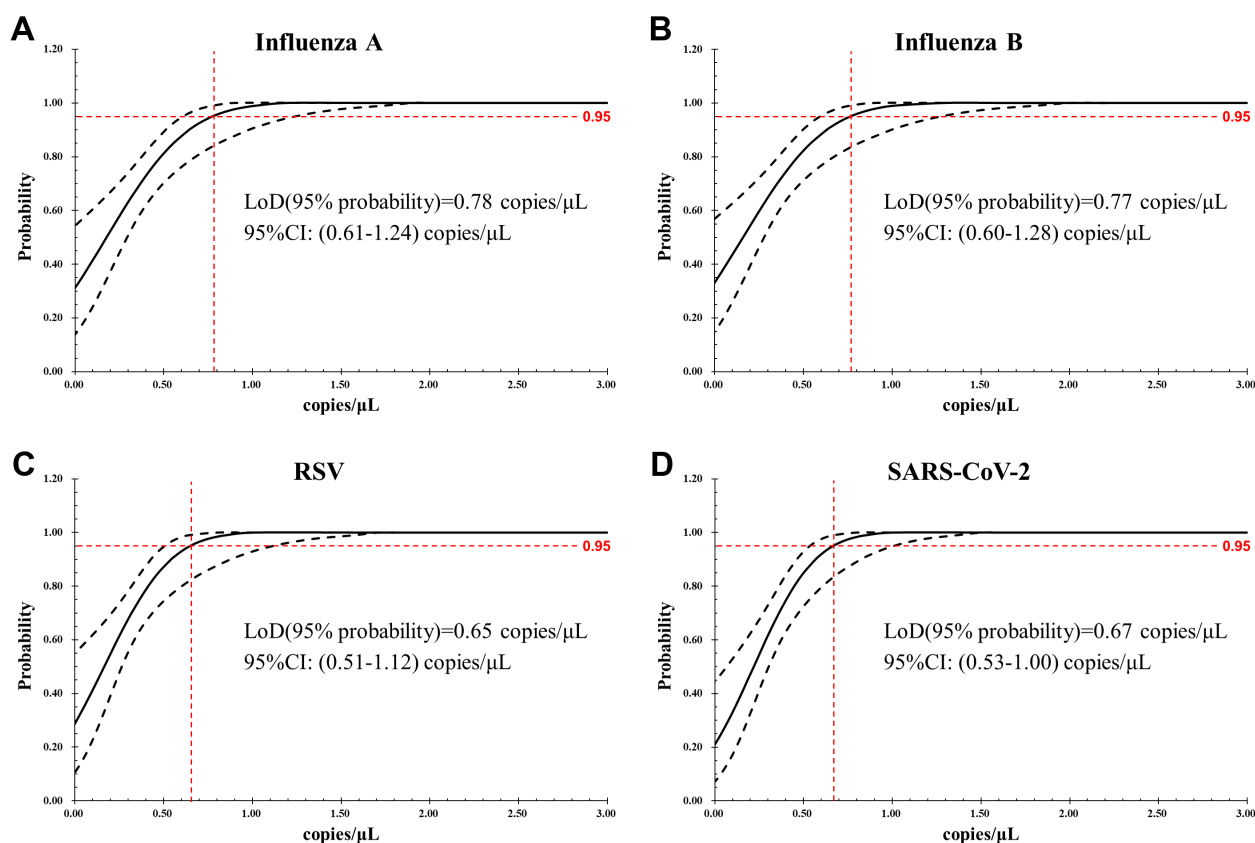 A
Influenza A
1.20
1.00
0.95
0.80
0.60
0.40
0.20
0.00
Probability
LoD(95% probability)=0.78 copies/μL
95%CI: (0.61-1.24) copies/μL
0.00 0.50 1.00 1.50 2.00 2.50 3.00
copies/μL
B
Influenza B
1.20
1.00
0.95
0.80
0.60
0.40
0.20
0.00
Probability
LoD(95% probability)=0.77 copies/μL
95%CI: (0.60-1.28) copies/μL
0.00 0.50 1.00 1.50 2.00 2.50 3.00
copies/μL
C
RSV
1.20
1.00
0.95
0.80
0.60
0.40
0.20
0.00
Probability
LoD(95% probability)=0.65 copies/μL
95%CI: (0.51-1.12) copies/μL
0.00 0.50 1.00 1.50 2.00 2.50 3.00
copies/μL
D
SARS-CoV-2
1.20
1.00
0.95
0.80
0.60
0.40
0.20
0.00
Probability
LoD(95% probability)=0.67 copies/μL
95%CI: (0.53-1.00) copies/μL
0.00 0.50 1.00 1.50 2.00 2.50 3.00
copies/μL